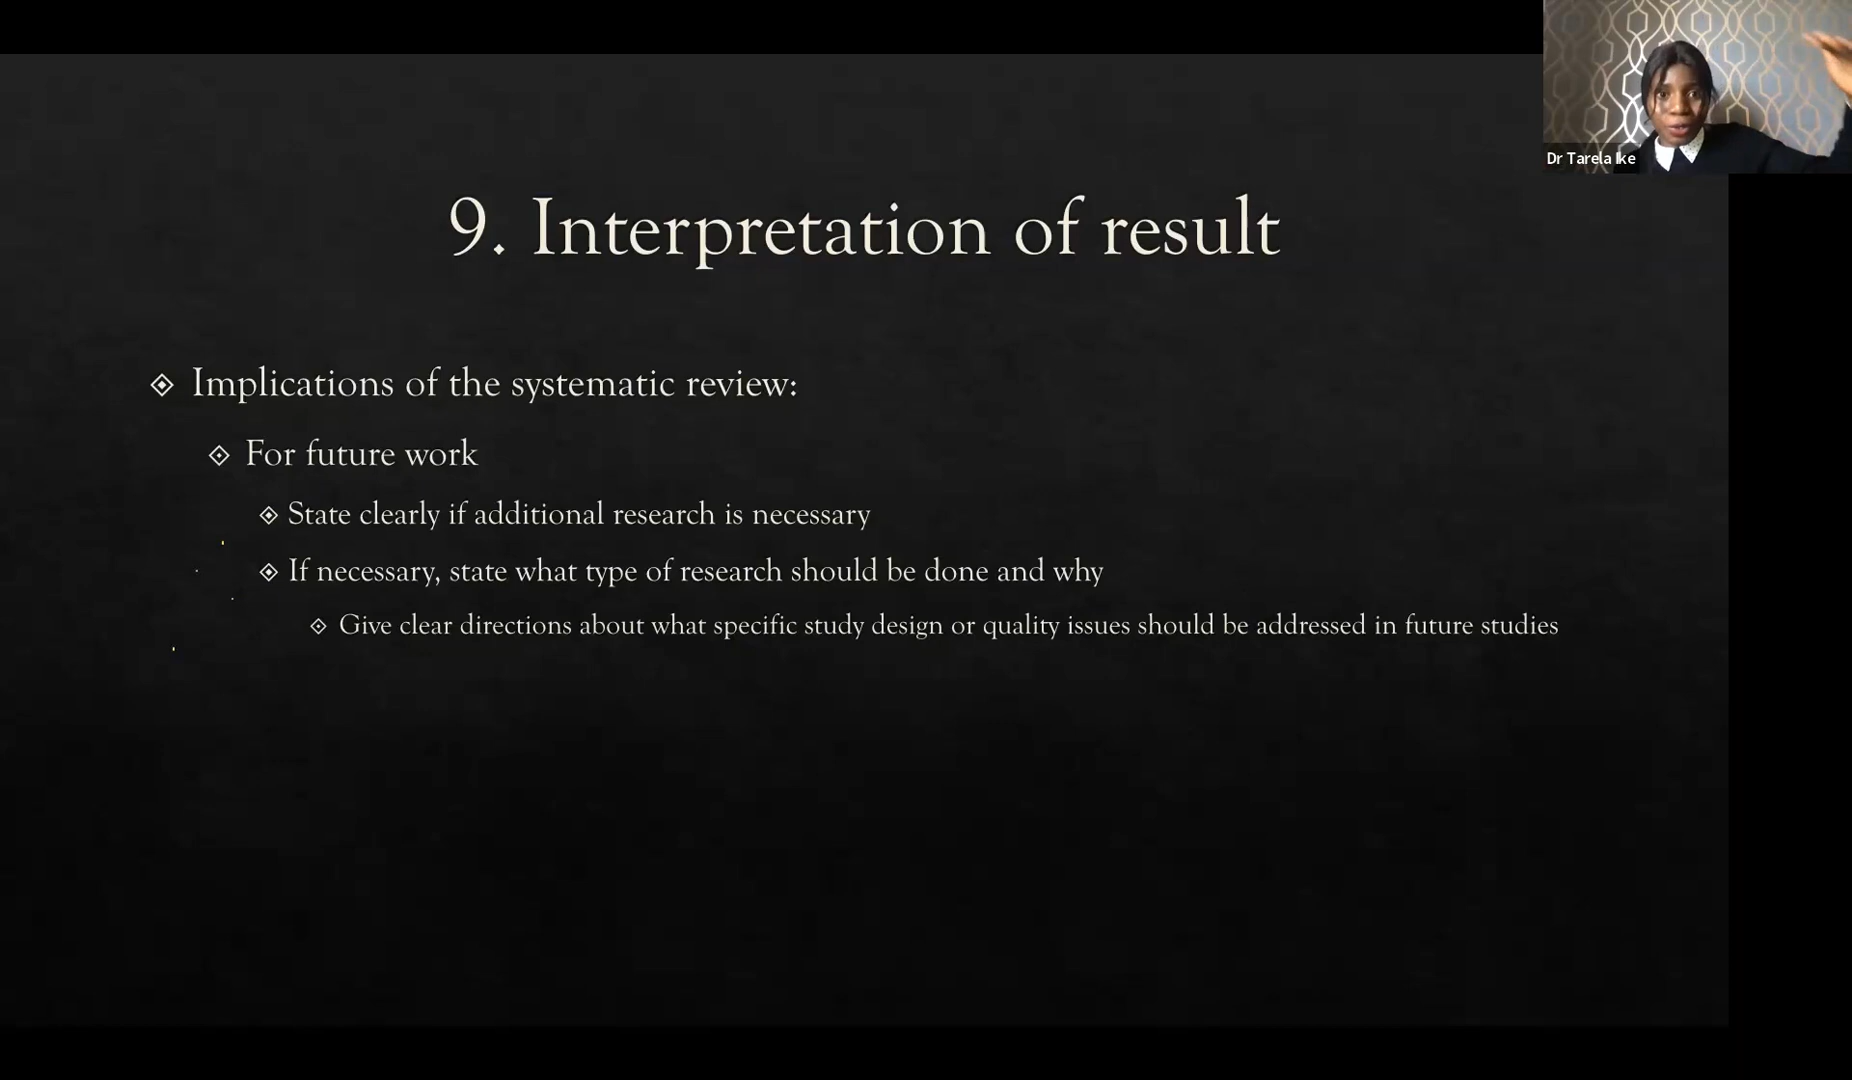 Dr Tarela Ike
9. Interpretation of result
Implications of the systematic review:
For future work
State clearly if additional research is necessary
If necessary, state what type of research should be done and why
Give clear directions about what specific study design or quality issues should be addressed in future studies